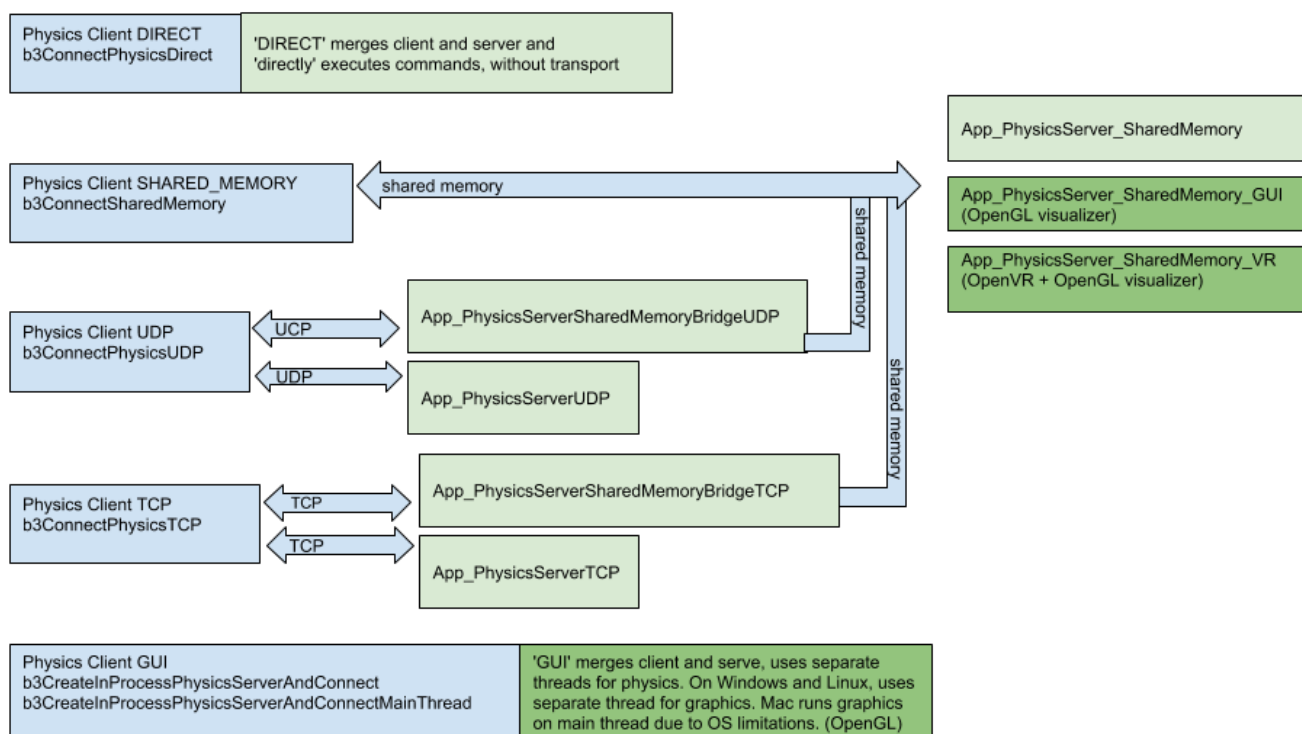 Physics Client DIRECT
b3ConnectPhysicsDirect
'DIRECT' merges client and server and
'directly' executes commands, without transport
App_PhysicsServer_SharedMemory
Physics Client SHARED_MEMORY
b3ConnectSharedMemory
shared memory
App_PhysicsServer_SharedMemory_GUI
(OpenGL visualizer)
App_PhysicsServer_SharedMemory_VR
(OpenVR + OpenGL visualizer)
shared memory
Physics Client UDP
b3ConnectPhysicsUDP
UCP
App_PhysicsServerSharedMemoryBridgeUDP
UDP
App_PhysicsServerUDP
shared memory
Physics Client TCP
b3ConnectPhysicsTCP
TCP
App_PhysicsServerSharedMemoryBridgeTCP
TCP
App_PhysicsServerTCP
Physics Client GUI
b3CreateInProcessPhysicsServerAndConnect
b3CreateInProcessPhysicsServerAndConnectMainThread
'GUI' merges client and serve, uses separate
threads for physics. On Windows and Linux, uses
separate thread for graphics. Mac runs graphics
on main thread due to OS limitations. (OpenGL)